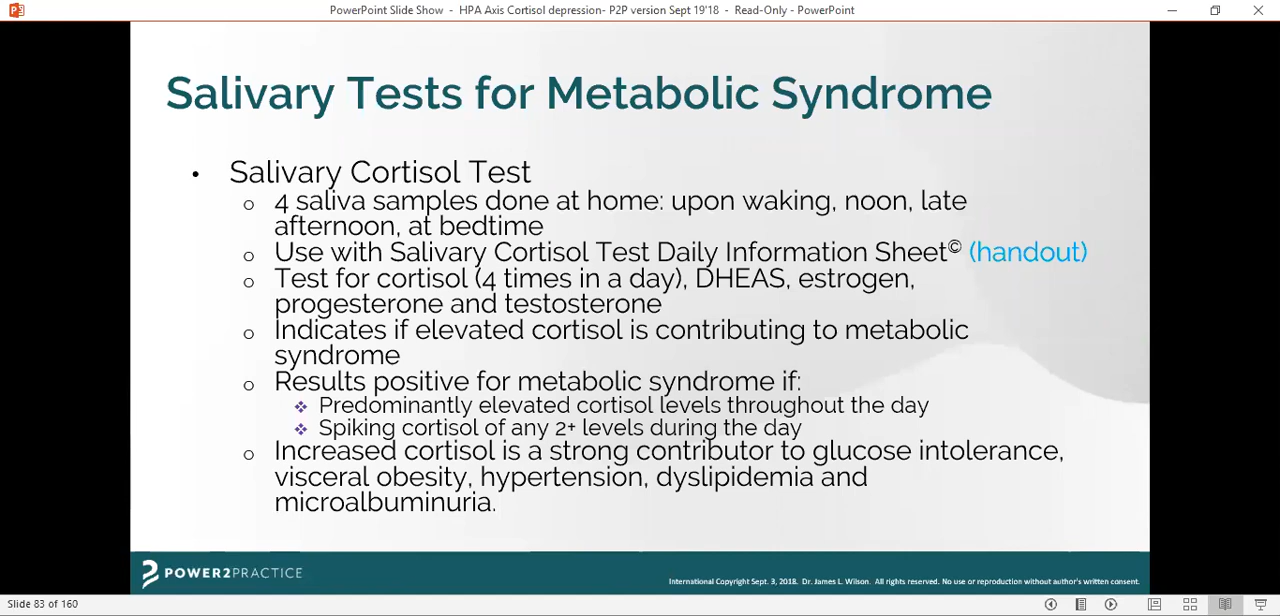 PowerPoint Slide Show - HPA Axis Cortisol depression- P2P version Sept 19'18 - Read-Only - PowerPoint
Salivary Tests for Metabolic Syndrome
• Salivary Cortisol Test
o 4 saliva samples done at home: upon waking, noon, late
afternoon, at bedtime
o Use with Salivary Cortisol Test Daily Information Sheet© (handout)
o Test for cortisol (4 times in a day), DHEAS, estrogen,
progesterone and testosterone
o Indicates if elevated cortisol is contributing to metabolic
syndrome
o Results positive for metabolic syndrome if:
❖ Predominantly elevated cortisol levels throughout the day
❖ Spiking cortisol of any 2+ levels during the day
o Increased cortisol is a strong contributor to glucose intolerance,
visceral obesity, hypertension, dyslipidemia and
microalbuminuria.
POWER2PRACTICE
International Copyright Sept. 3, 2018. Dr. James L. Wilson. All rights reserved. No use or reproduction without author's written consent.
Slide 83 of 160